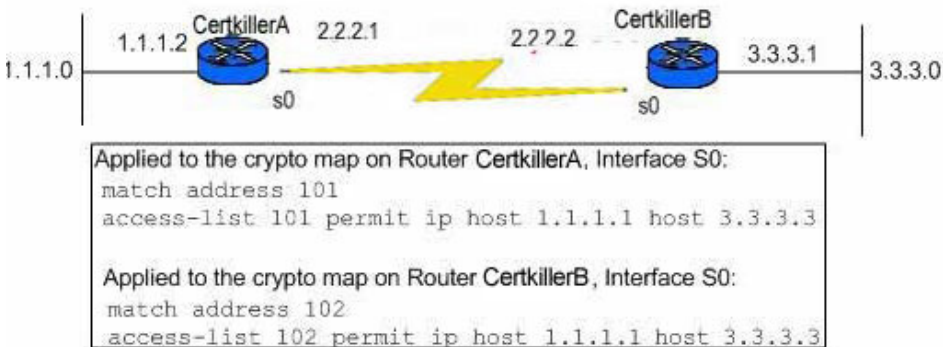 CertkillerA
CertkillerB
1.1.1.2
2.2.2.1
2.2.2.2
3.3.3.1
1.1.1.0
3.3.3.0
s0
s0
Applied to the crypto map on Router CertkillerA, Interface S0:
match address 101
access-list 101 permit ip host 1.1.1.1 host 3.3.3.3
Applied to the crypto map on Router CertkillerB, Interface S0:
match address 102
access-list 102 permit ip host 1.1.1.1 host 3.3.3.3